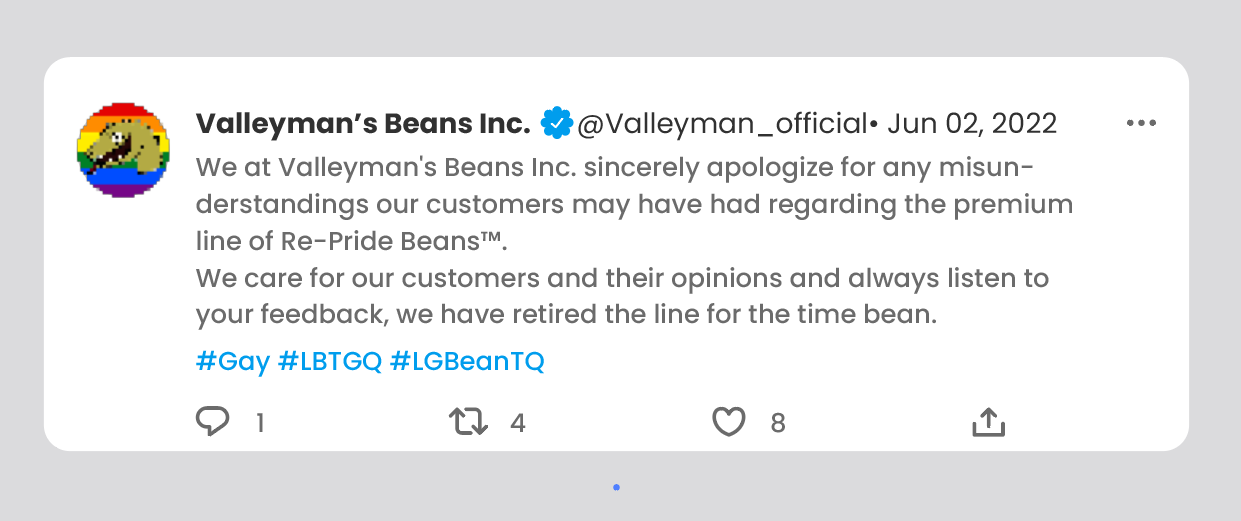 Valleyman’s Beans Inc. @Valleyman_official• Jun 02, 2022
We at Valleyman's Beans Inc. sincerely apologize for any misun-
derstandings our customers may have had regarding the premium
line of Re-Pride Beans™.
We care for our customers and their opinions and always listen to
your feedback, we have retired the line for the time bean.
#Gay #LBTGQ #LGBeanTQ
1 4 8